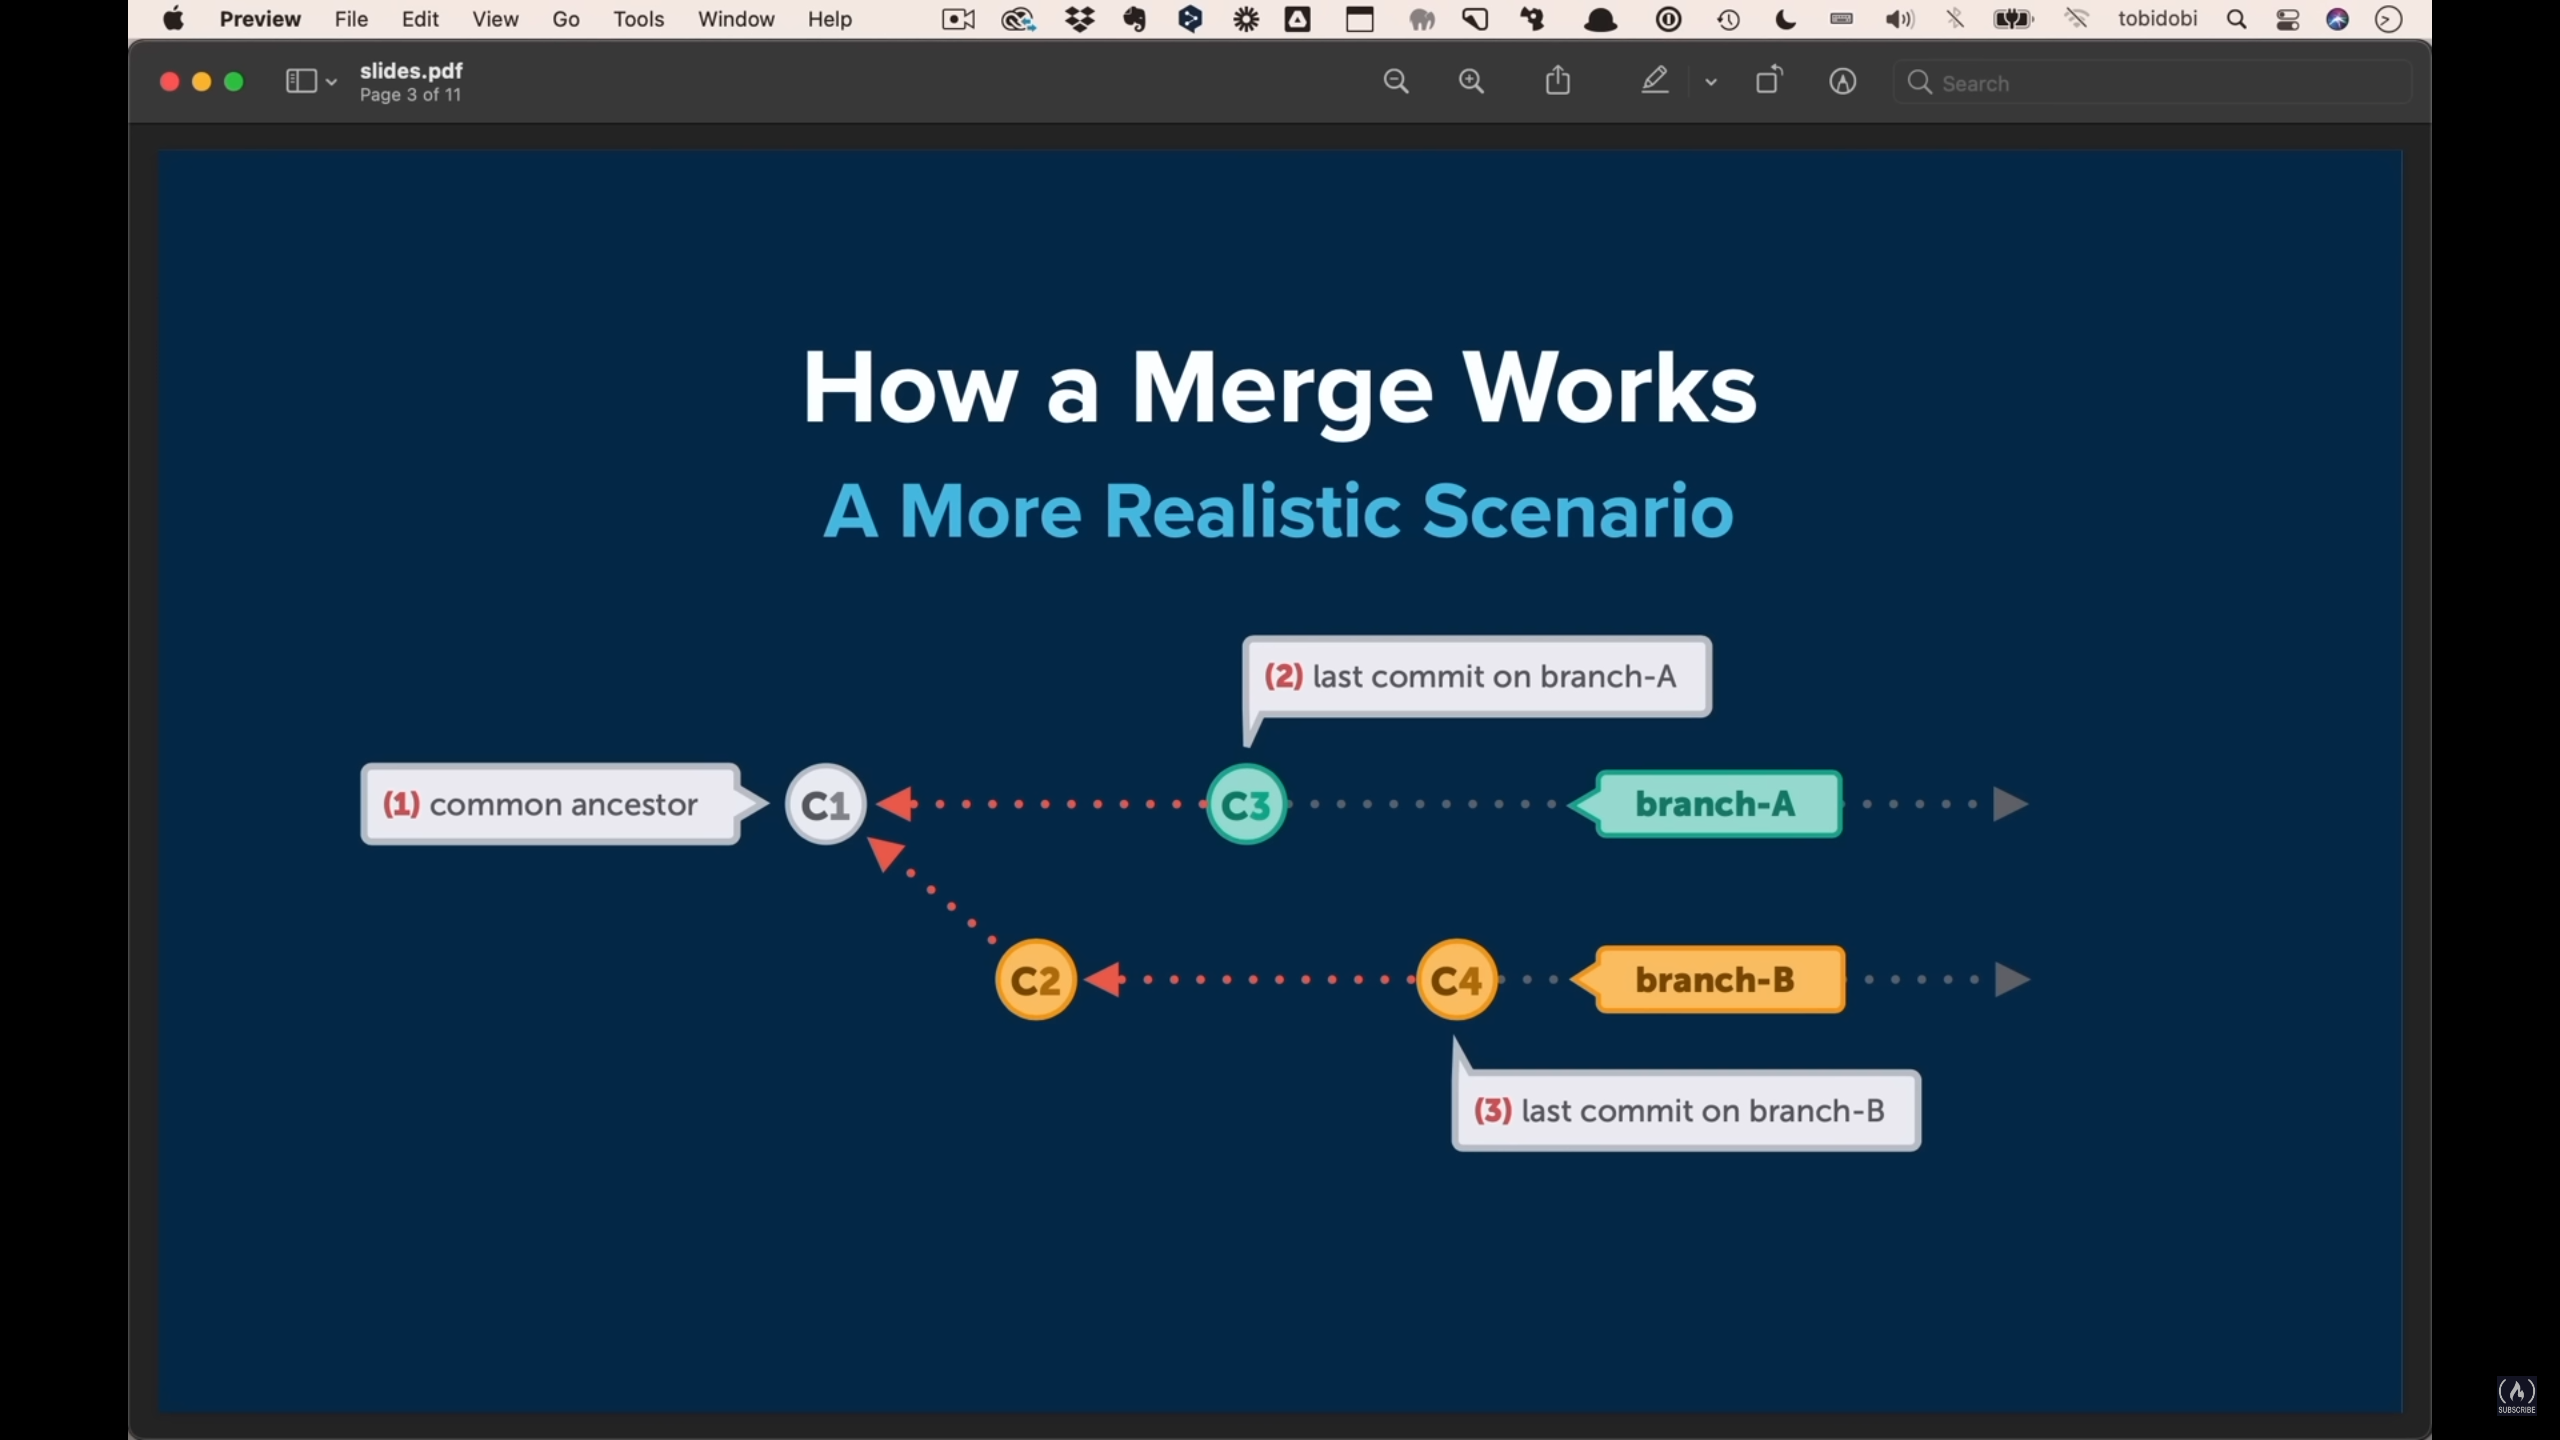 Preview File Edit View Go Tools Window Help tobidobi
slides.pdf
Page 3 of 11
Search
How a Merge Works
A More Realistic Scenario
(2) last commit on branch-A
(1) common ancestor
C1
C3
branch-A
C2
C4
branch-B
(3) last commit on branch-B
SUBSCRIBE